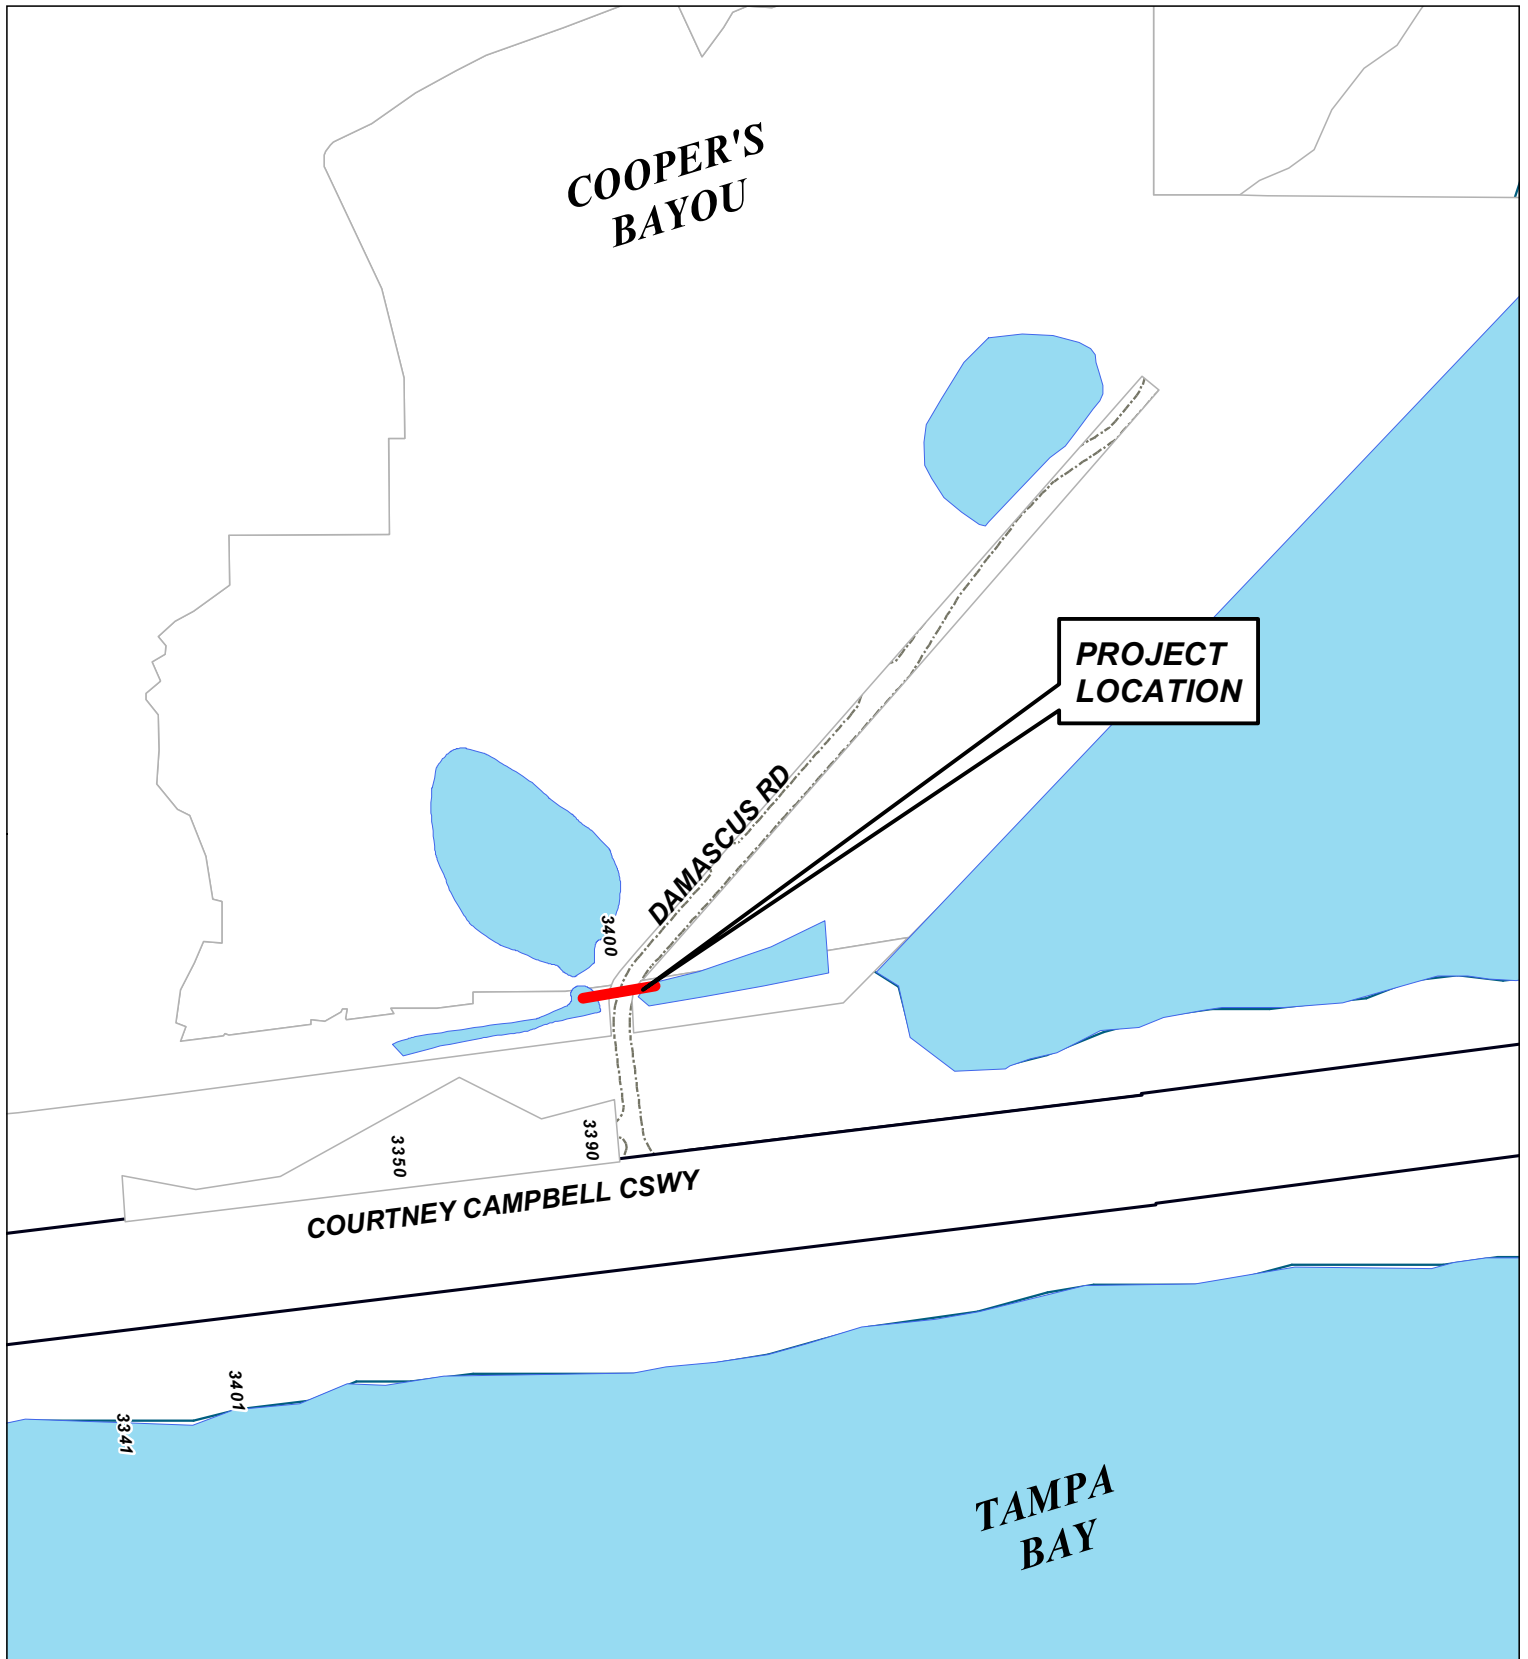 COOPER'S
BAYOU
PROJECT
LOCATION
DAMASCUS RD
3400
3390
3350
COURTNEY CAMPBELL CSWY
3401
3341
TAMPA
BAY